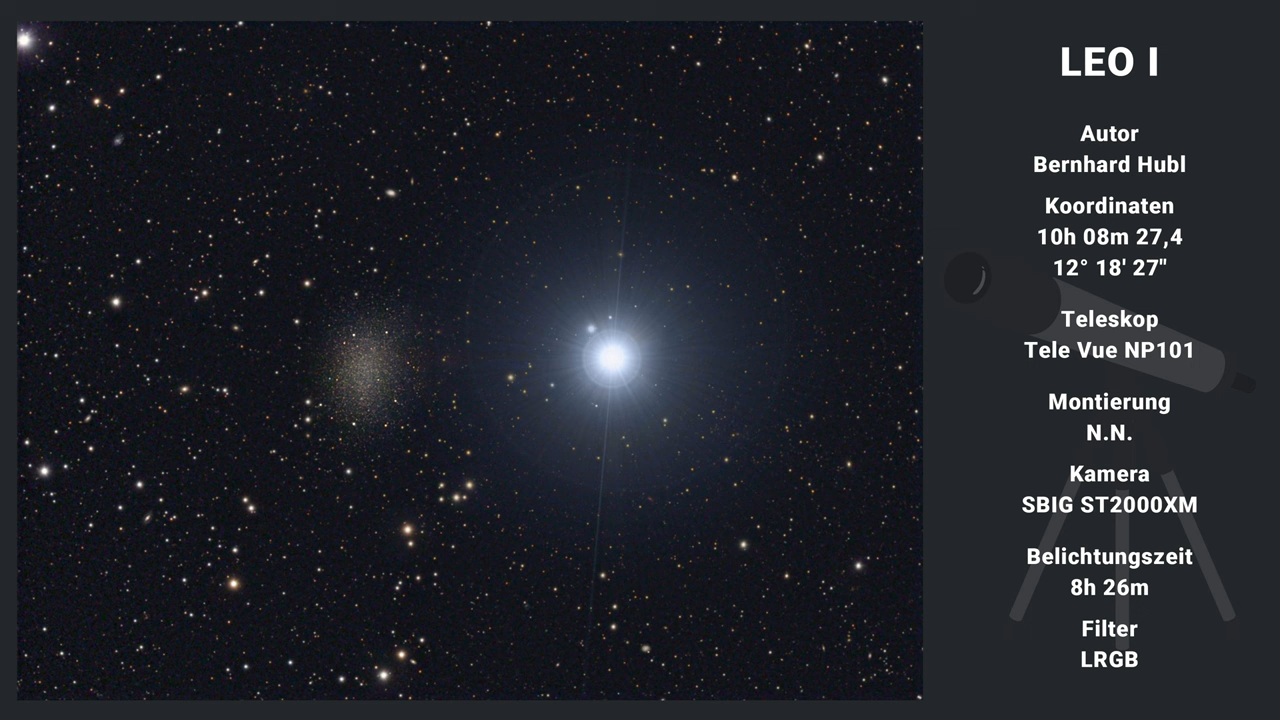 LEO I
Autor
Bernhard Hubl
Koordinaten
10h 08m 27,4
12° 18' 27"
Teleskop
Tele Vue NP101
Montierung
N.N.
Kamera
SBIG ST2000XM
Belichtungszeit
8h 26m
Filter
LRGB